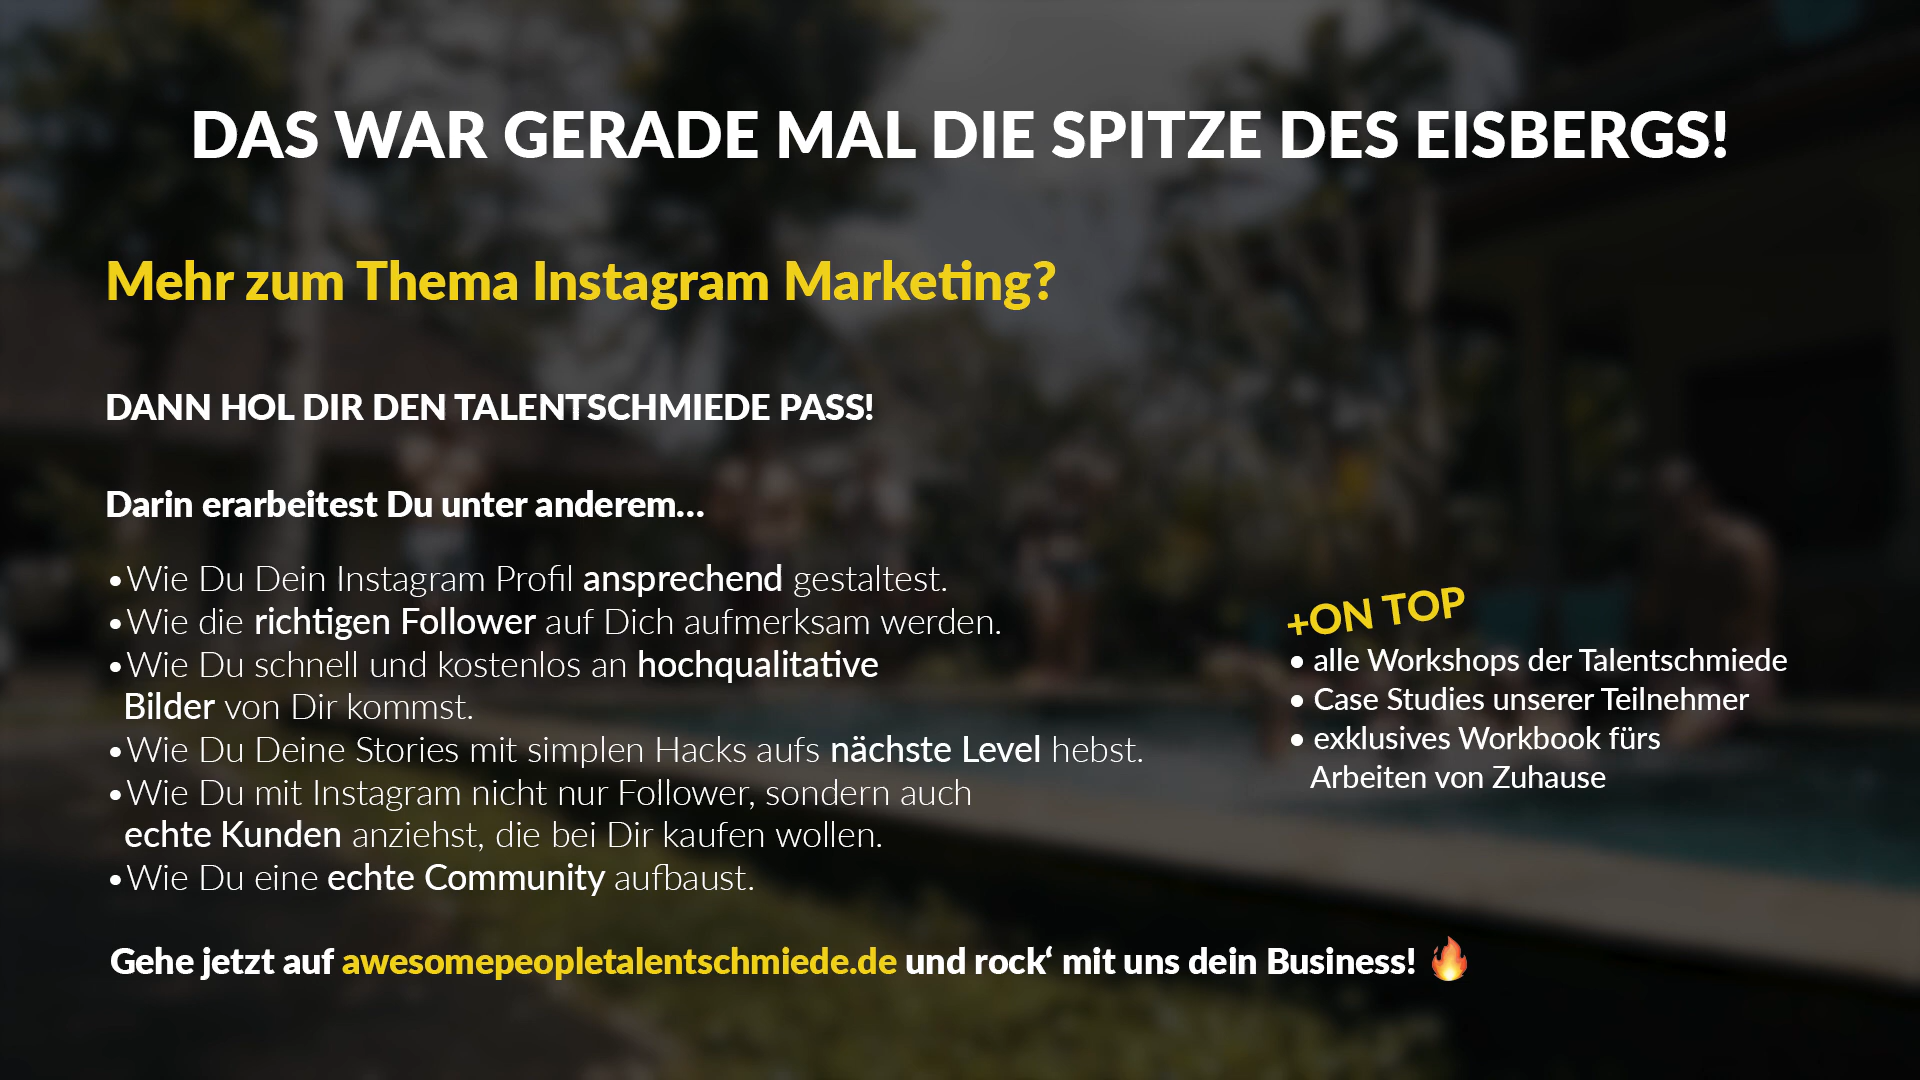 DAS WAR GERADE MAL DIE SPITZE DES EISBERGS!
Mehr zum Thema Instagram Marketing?
DANN HOL DIR DEN TALENTSCHMIEDE PASS!
Darin erarbeitest Du unter anderem...
•Wie Du Dein Instagram Profil ansprechend gestaltest.
•Wie die richtigen Follower auf Dich aufmerksam werden.
•Wie Du schnell und kostenlos an hochqualitative
Bilder von Dir kommst.
•Wie Du Deine Stories mit simplen Hacks aufs nächste Level hebst.
•Wie Du mit Instagram nicht nur Follower, sondern auch
echte Kunden anziehst, die bei Dir kaufen wollen.
•Wie Du eine echte Community aufbaust.
+ON TOP
• alle Workshops der Talentschmiede
• Case Studies unserer Teilnehmer
• exklusives Workbook fürs
Arbeiten von Zuhause
Gehe jetzt auf awesomepeopletalentschmiede.de und rock‘ mit uns dein Business! 🔥